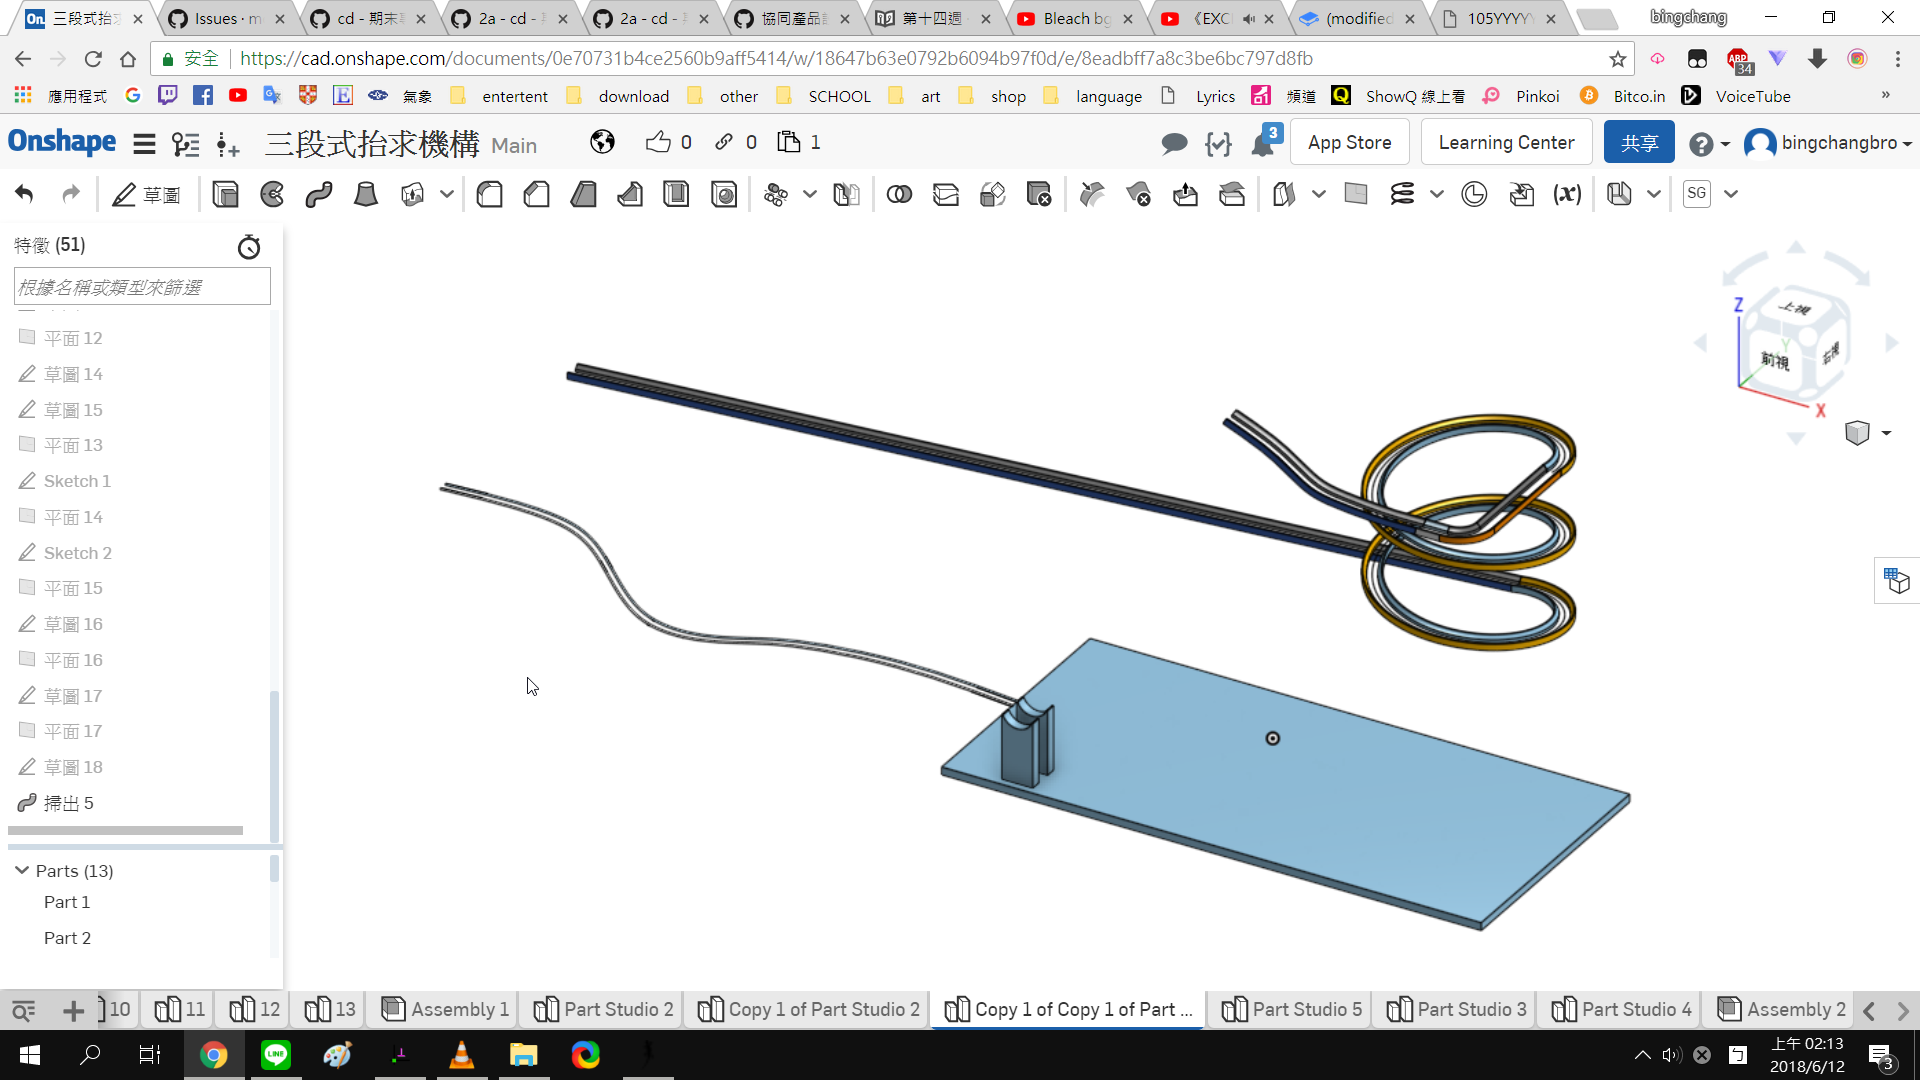 三段式抬求 Issues · m cd - 期末 2a - cd - 2a - cd - 協同產品 第十四週 - Bleach bg 《EXC (modified 105YYYY bingchang
安全 https://cad.onshape.com/documents/0e70731b4ce2560b9aff5414/w/18647b63e0792b6094b97f0d/e/8eadbff7a8c3be6bc797d8fb ABP 34
應用程式 氣象 entertent download other SCHOOL art shop language Lyrics 頻道 ShowQ 線上看 Pinkoi Bitco.in VoiceTube »
Onshape 三段式抬求機構 Main 0 0 1 3 App Store Learning Center 共享 bingchangbro
草圖 (x) SG
特徵 (51)
根據名稱或類型來篩選
平面 12
草圖 14
草圖 15
平面 13
Sketch 1
平面 14
Sketch 2
平面 15
草圖 16
平面 16
草圖 17
平面 17
草圖 18
掃出 5
Parts (13)
Part 1
Part 2
Z
上視
Y
前視
右視
X
10 11 12 13 Assembly 1 Part Studio 2 Copy 1 of Part Studio 2 Copy 1 of Copy 1 of Part ... Part Studio 5 Part Studio 3 Part Studio 4 Assembly 2
LINE 上午 02:13
2018/6/12 3